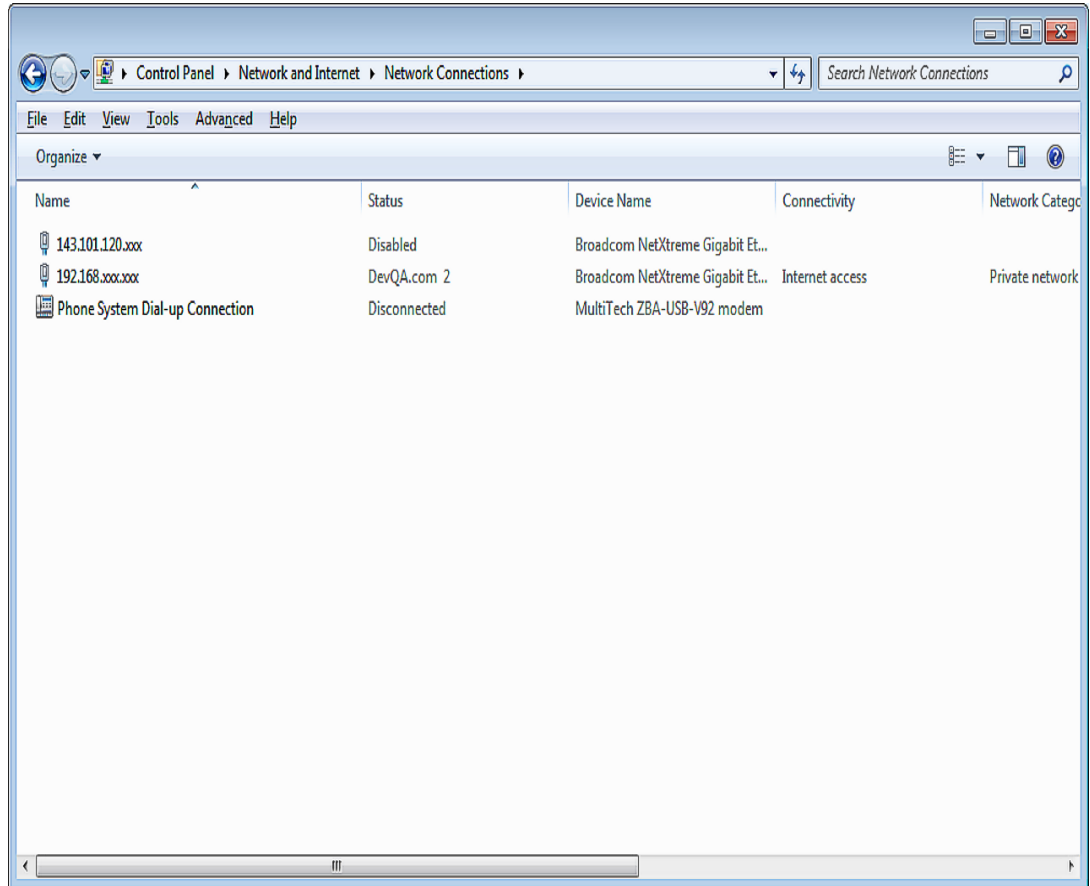 Control Panel Network and Internet Network Connections Search Network Connections
File Edit View Tools Advanced Help
Organize
Name Status Device Name Connectivity Network Catego
143.101.120.xxx Disabled Broadcom NetXtreme Gigabit Et...
192.168.xxx.xxx DevQA.com 2 Broadcom NetXtreme Gigabit Et... Internet access Private network
Phone System Dial-up Connection Disconnected MultiTech ZBA-USB-V92 modem